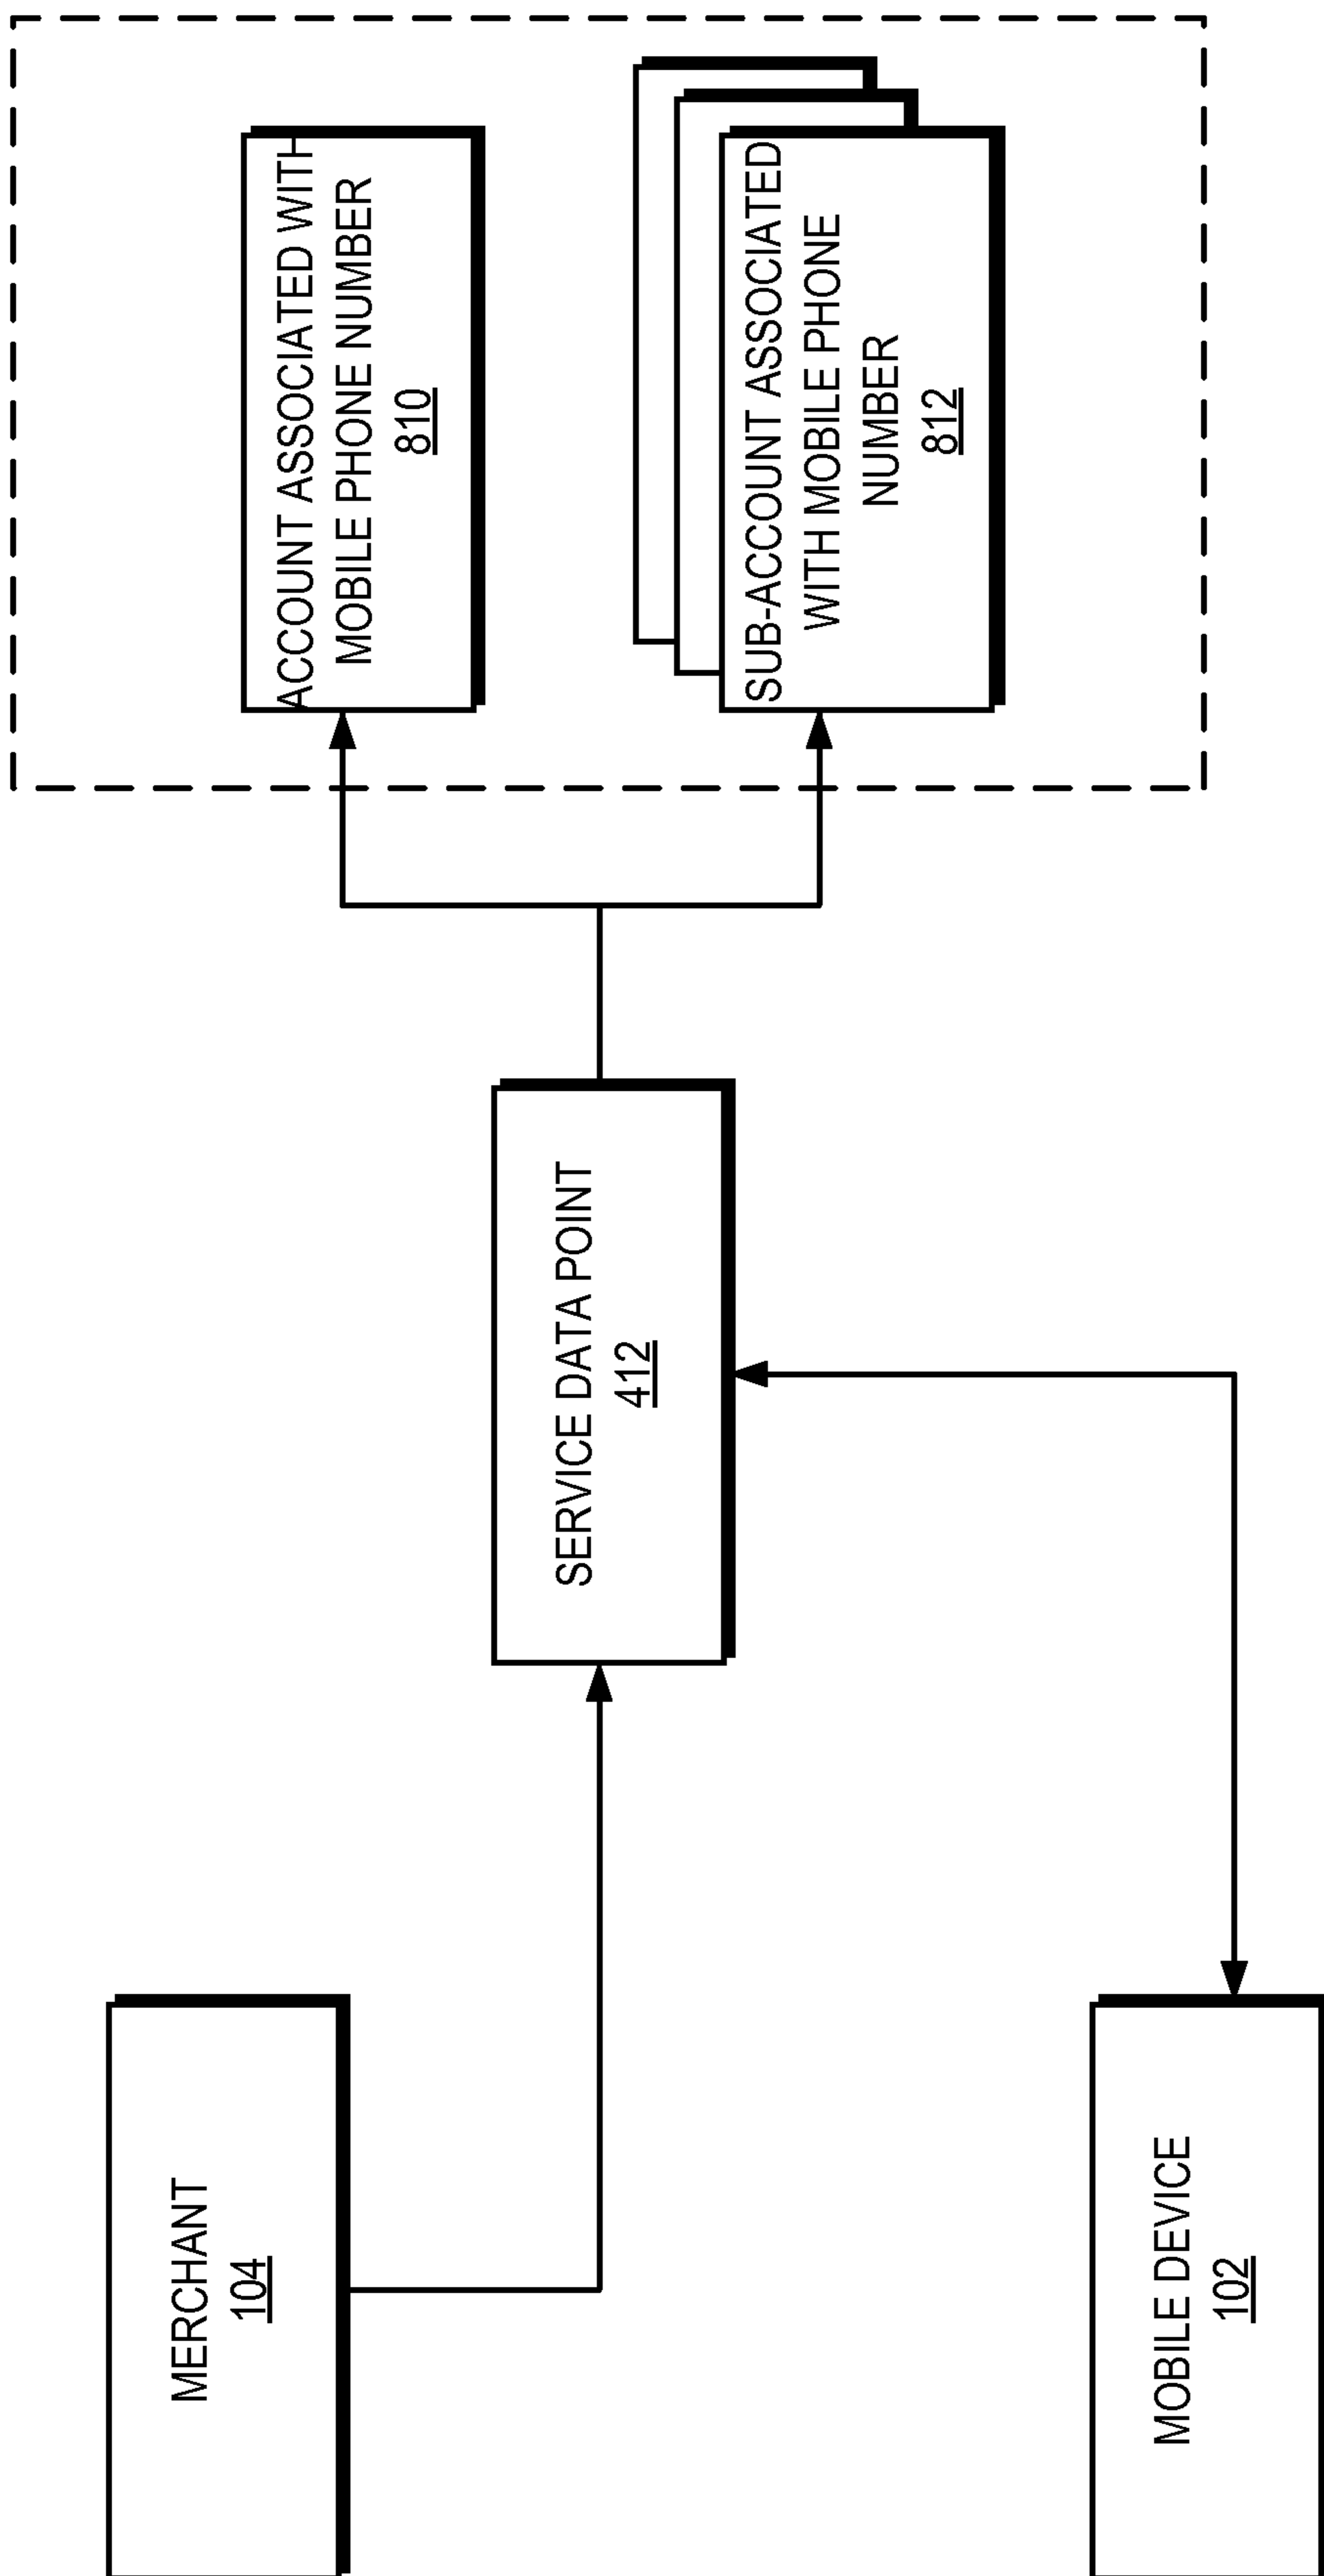 MERCHANT
104
MOBILE DEVICE
102
SERVICE DATA POINT
412
ACCOUNT ASSOCIATED WITH
MOBILE PHONE NUMBER
810
SUB-ACCOUNT ASSOCIATED
WITH MOBILE PHONE
NUMBER
812